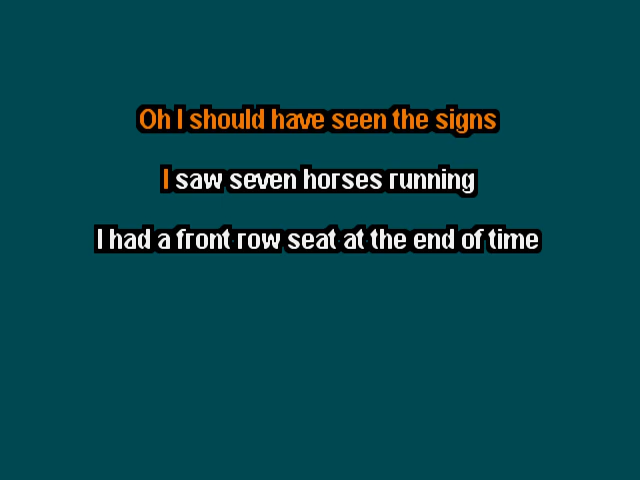 Oh I should have seen the signs
I saw seven horses running
I had a front row seat at the end of time